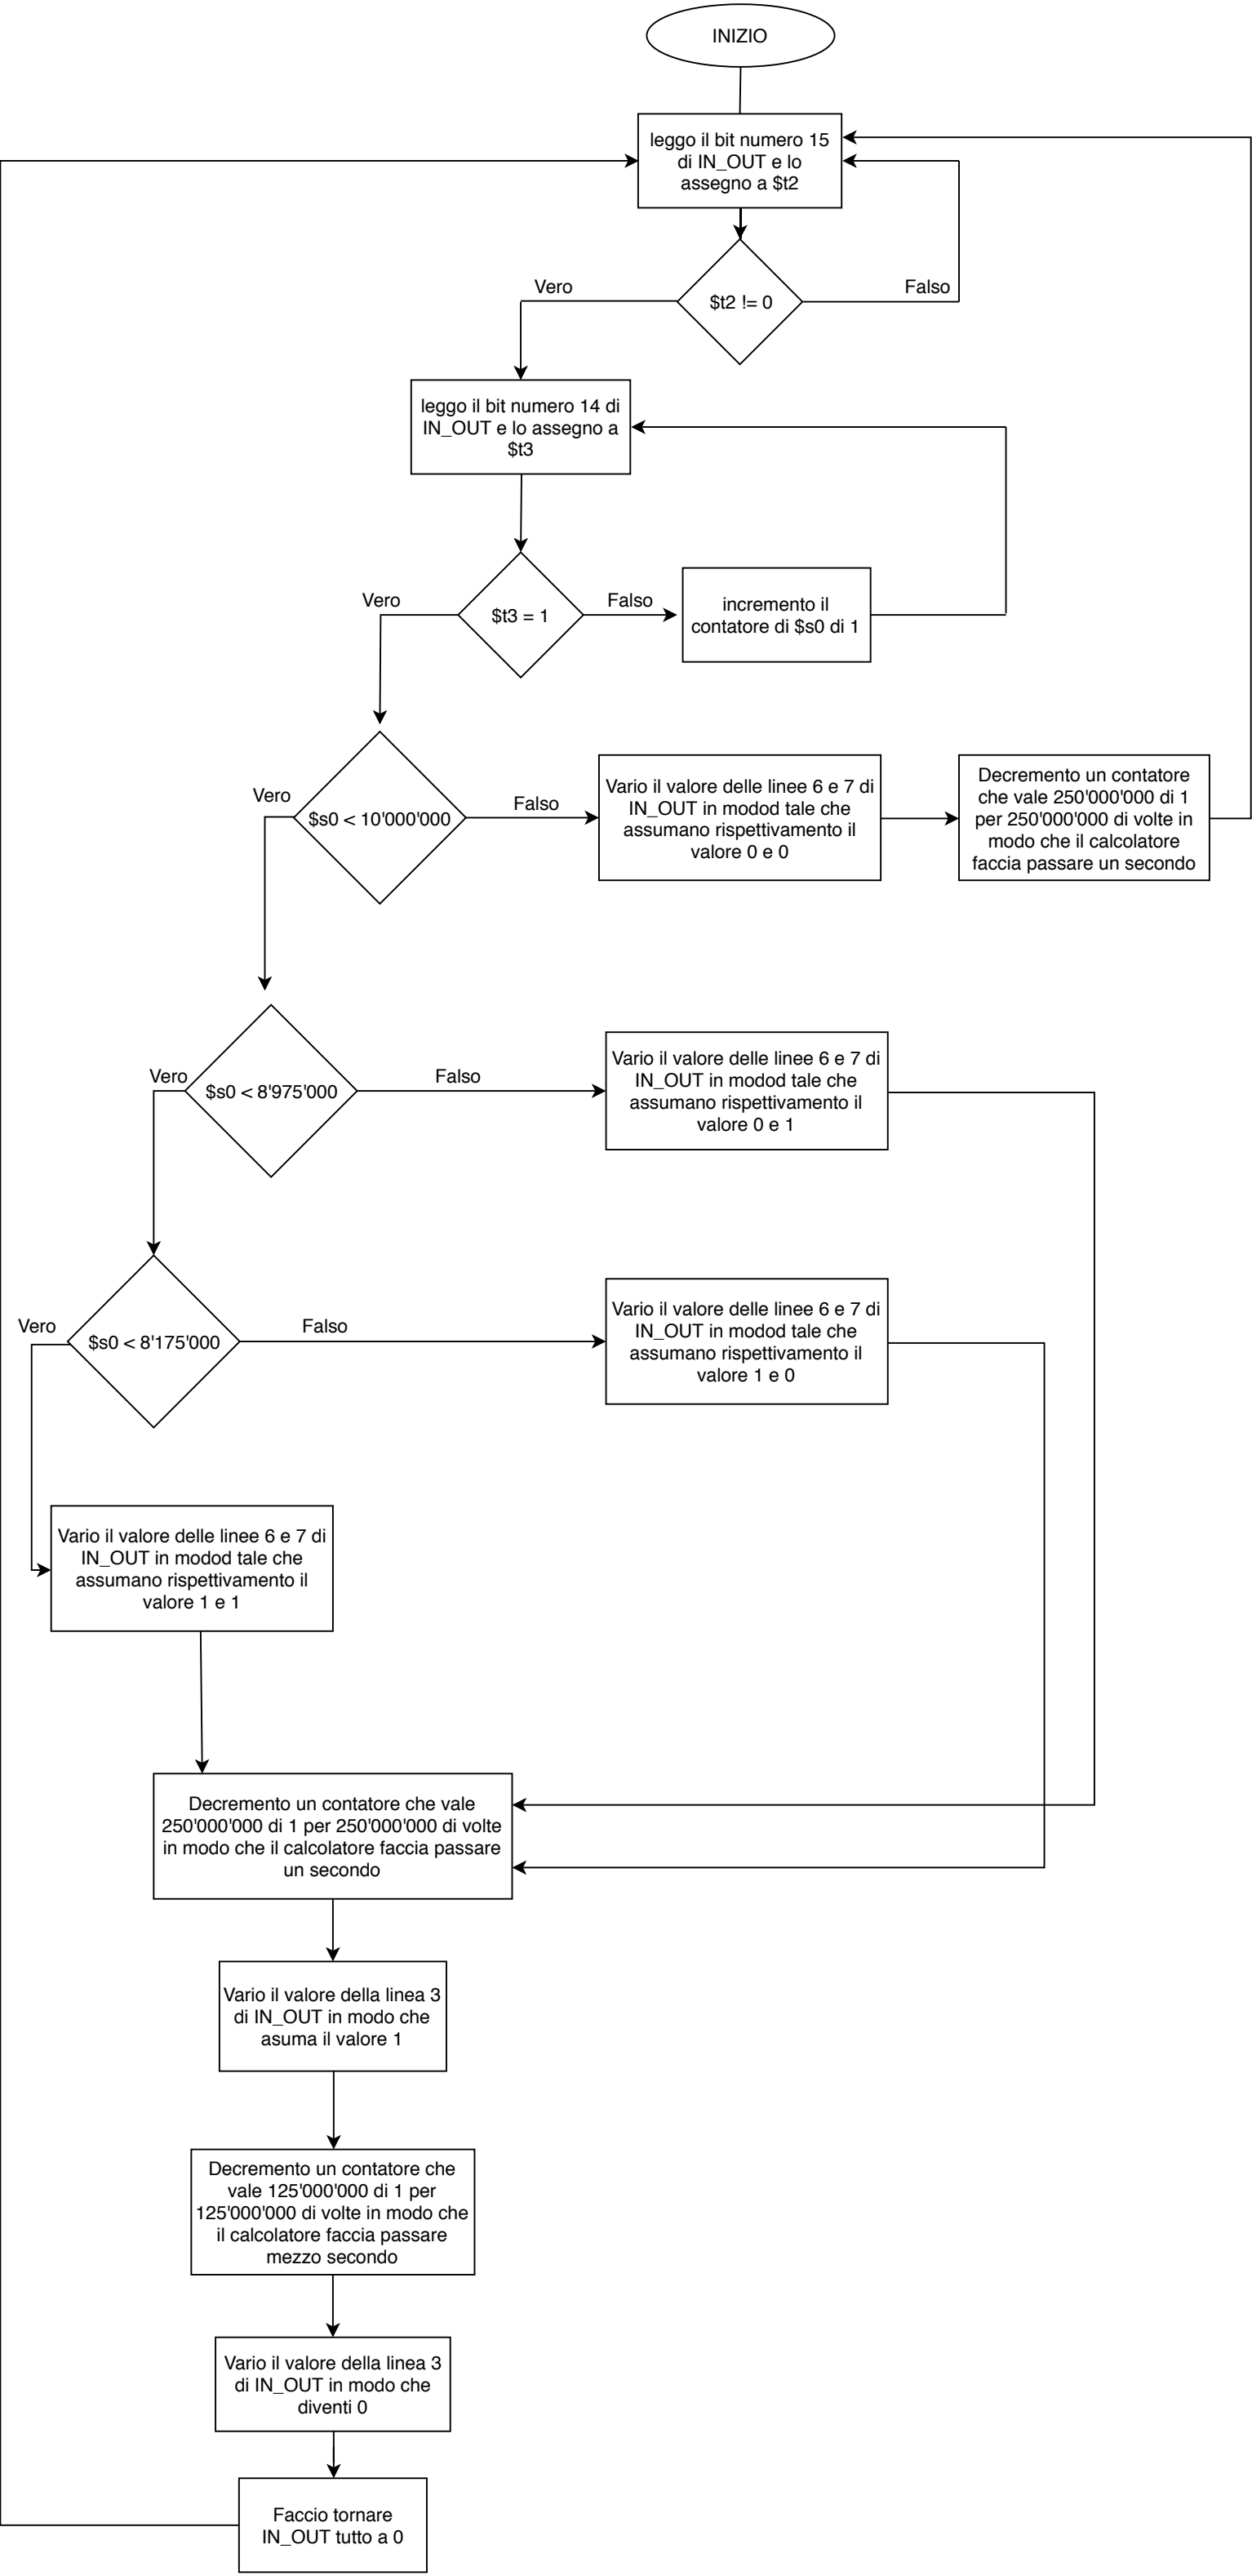 INIZIO
leggo il bit numero 15
di IN_OUT e lo
assegno a $t2
Vero
$t2 != 0
Falso
leggo il bit numero 14 di
IN_OUT e lo assegno a
$t3
Vero
$t3 = 1
Falso
incremento il
contatore di $s0 di 1
Vero
$s0 < 10'000'000
Falso
Vario il valore delle linee 6 e 7 di
IN_OUT in modod tale che
assumano rispettivamento il
valore 0 e 0
Decremento un contatore
che vale 250'000'000 di 1
per 250'000'000 di volte in
modo che il calcolatore
faccia passare un secondo
Vero
$s0 < 8'975'000
Falso
Vario il valore delle linee 6 e 7 di
IN_OUT in modod tale che
assumano rispettivamento il
valore 0 e 1
Vero
$s0 < 8'175'000
Falso
Vario il valore delle linee 6 e 7 di
IN_OUT in modod tale che
assumano rispettivamento il
valore 1 e 0
Vario il valore delle linee 6 e 7 di
IN_OUT in modod tale che
assumano rispettivamento il
valore 1 e 1
Decremento un contatore che vale
250'000'000 di 1 per 250'000'000 di volte
in modo che il calcolatore faccia passare
un secondo
Vario il valore della linea 3
di IN_OUT in modo che
asuma il valore 1
Decremento un contatore che
vale 125'000'000 di 1 per
125'000'000 di volte in modo che
il calcolatore faccia passare
mezzo secondo
Vario il valore della linea 3
di IN_OUT in modo che
diventi 0
Faccio tornare
IN_OUT tutto a 0